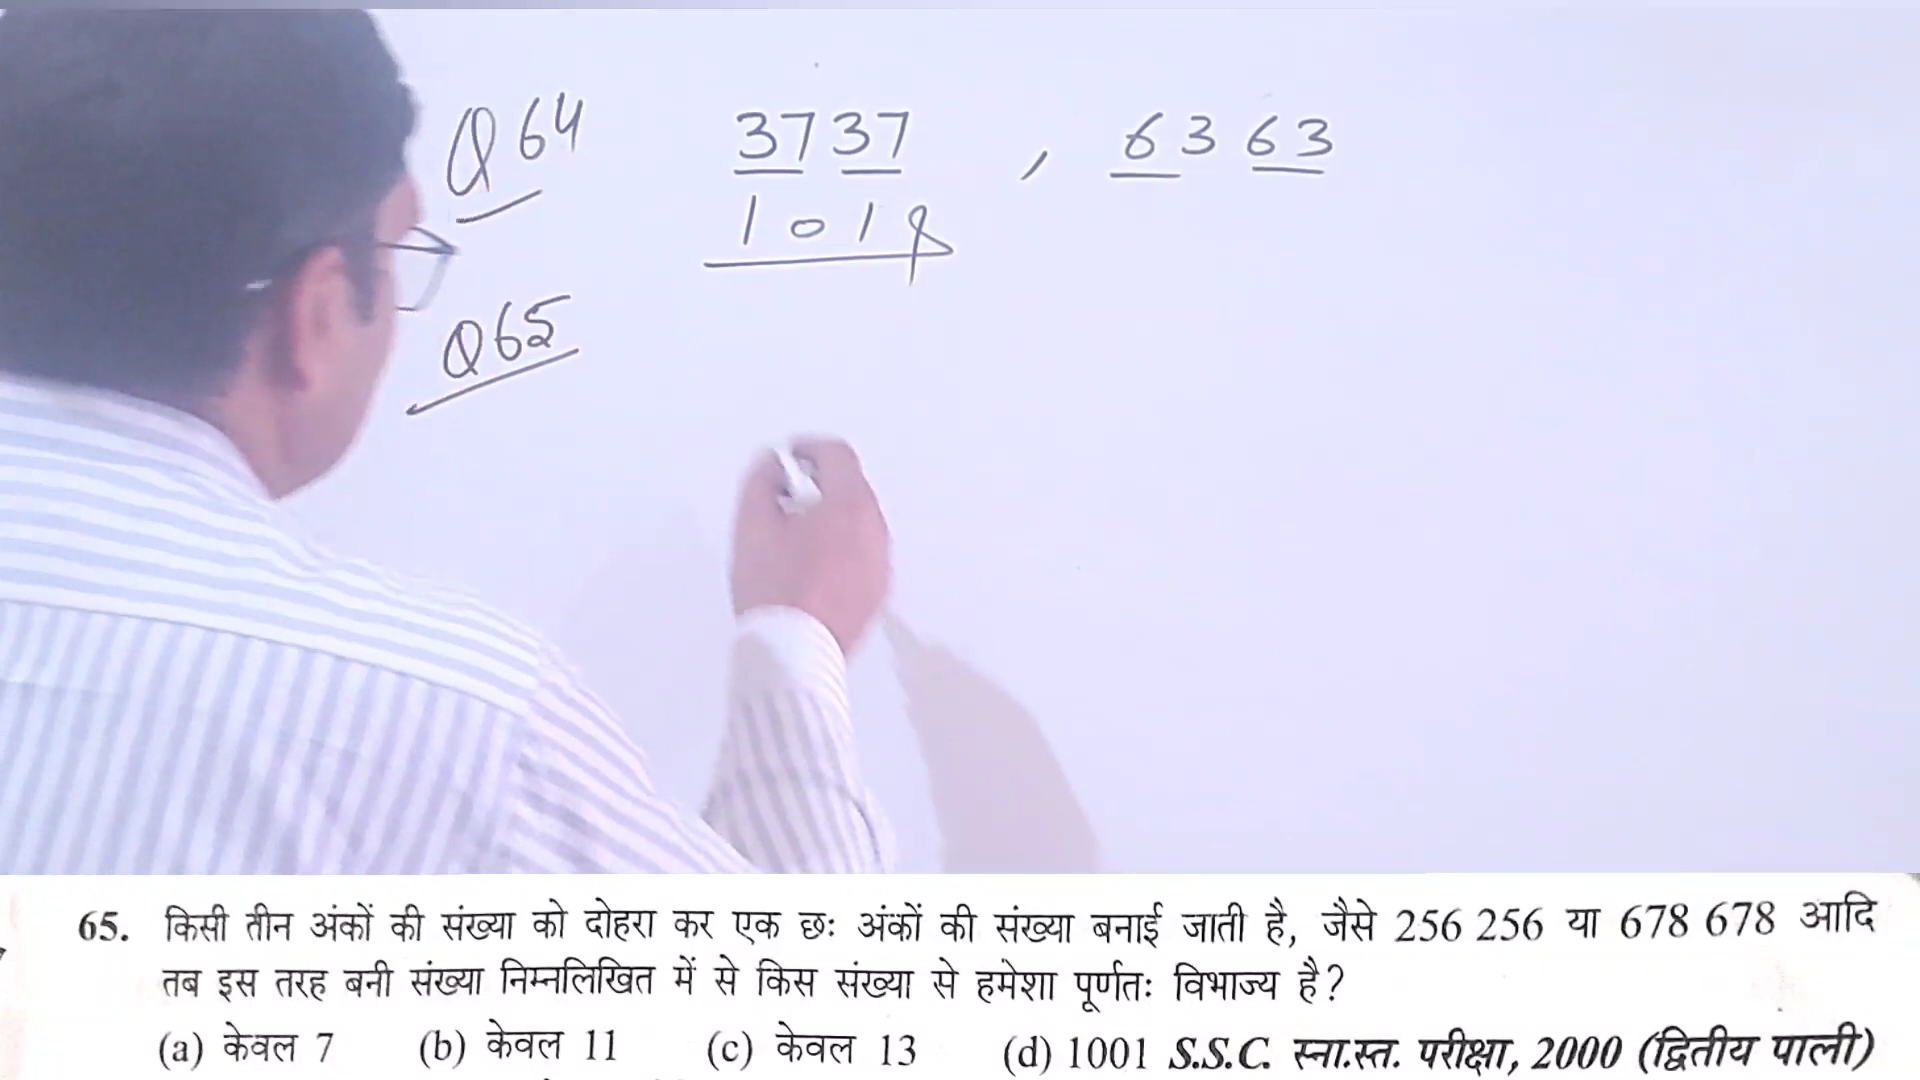 Q 64 3737 , 6363
101
Q65
65. किसी तीन अंकों की संख्या को दोहरा कर एक छः अंकों की संख्या बनाई जाती है, जैसे 256 256 या 678 678 आदि
तब इस तरह बनी संख्या निम्नलिखित में से किस संख्या से हमेशा पूर्णतः विभाज्य है?
(a) केवल 7 (b) केवल 11 (c) केवल 13 (d) 1001 S.S.C. स्ना.स्त. परीक्षा, 2000 (द्वितीय पाली)